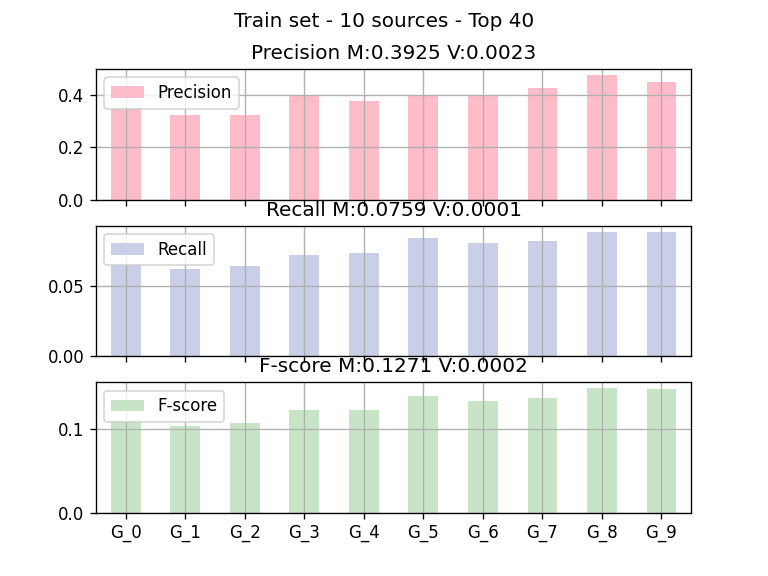 Train set - 10 sources - Top 40
Precision M:0.3925 V:0.0023
Precision
0.4
0.2
0.0
Recall M:0.0759 V:0.0001
Recall
0.05
0.00
F-score M:0.1271 V:0.0002
F-score
0.1
0.0
G_0 G_1 G_2 G_3 G_4 G_5 G_6 G_7 G_8 G_9